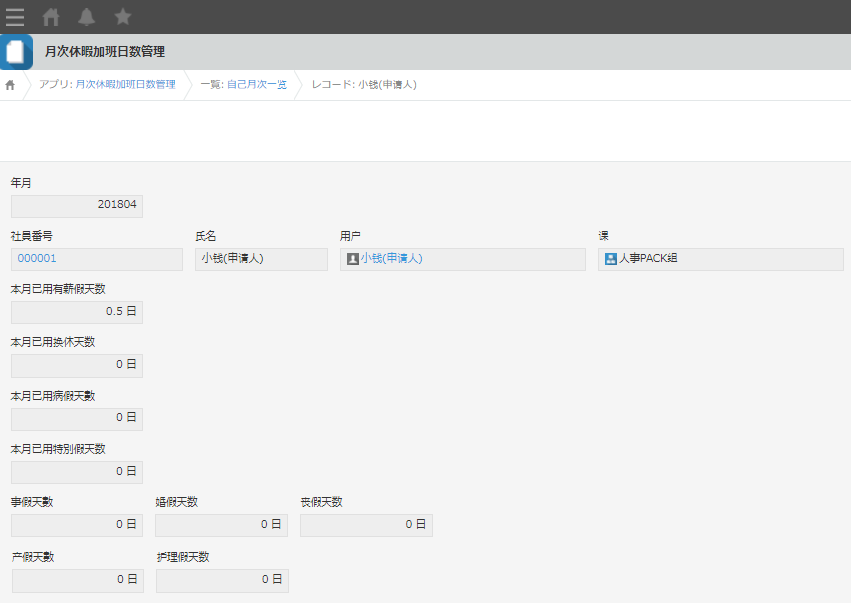 月次休暇加班日数管理
アプリ: 月次休暇加班日数管理 一覧: 自己月次一览 レコード: 小钱(申请人)
年月
201804
社員番号 氏名 用户 课
000001 小钱(申请人) 小钱(申请人) 人事PACK組
本月已用有薪假天数
0.5 日
本月已用换休天数
0 日
本月已用病假天數
0 日
本月已用特別假天数
0 日
事假天數 婚假天数 丧假天数
0 日 0 日 0 日
产假天數 护理假天数
0 日 0 日